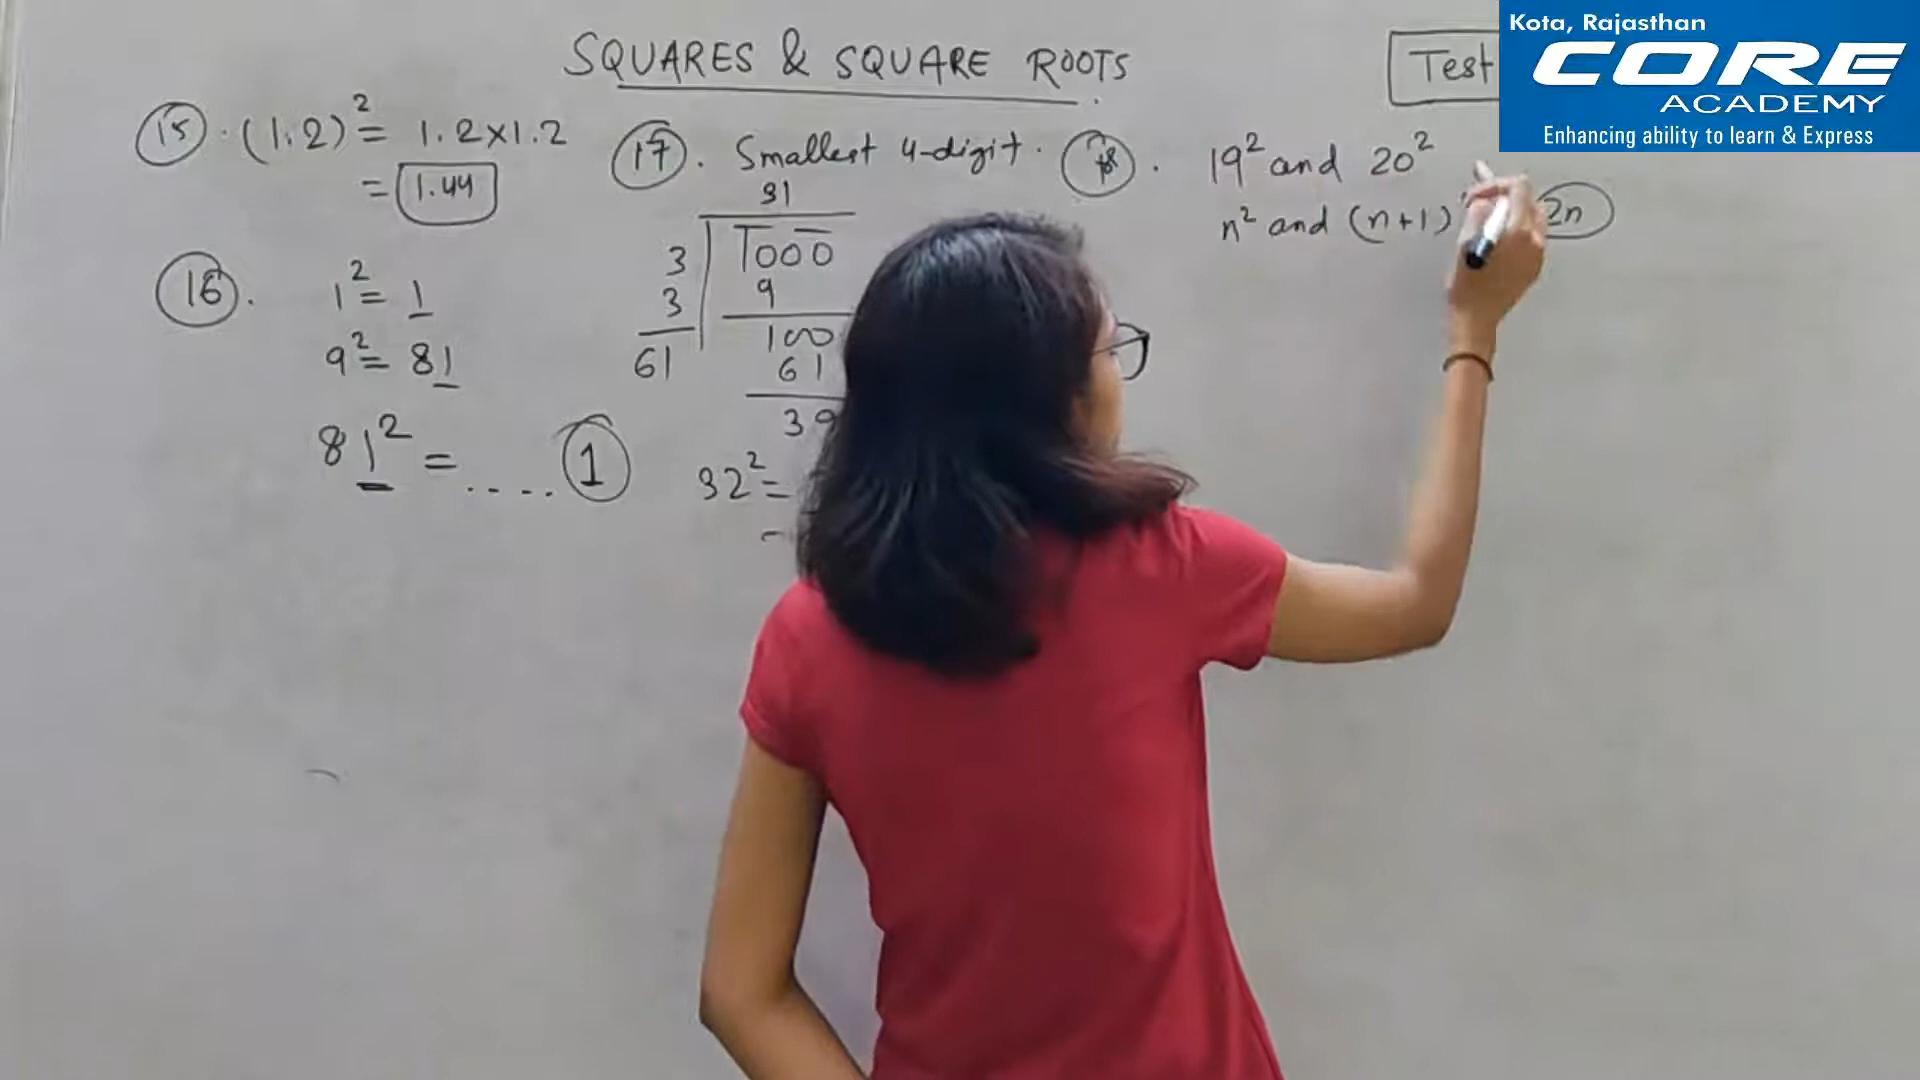 SQUARES & SQUARE ROOTS
Test
Kota, Rajasthan
CORE
ACADEMY
Enhancing ability to learn & Express
15. (1.2)² = 1.2×1.2
= 1.44
16. 1² = 1
9² = 81
81² = ..... 1
17. Smallest 4-digit.
31
3 1000
3 9
100
61 61
39
32² =
18. 19² and 20²
n² and (n+1) 2n